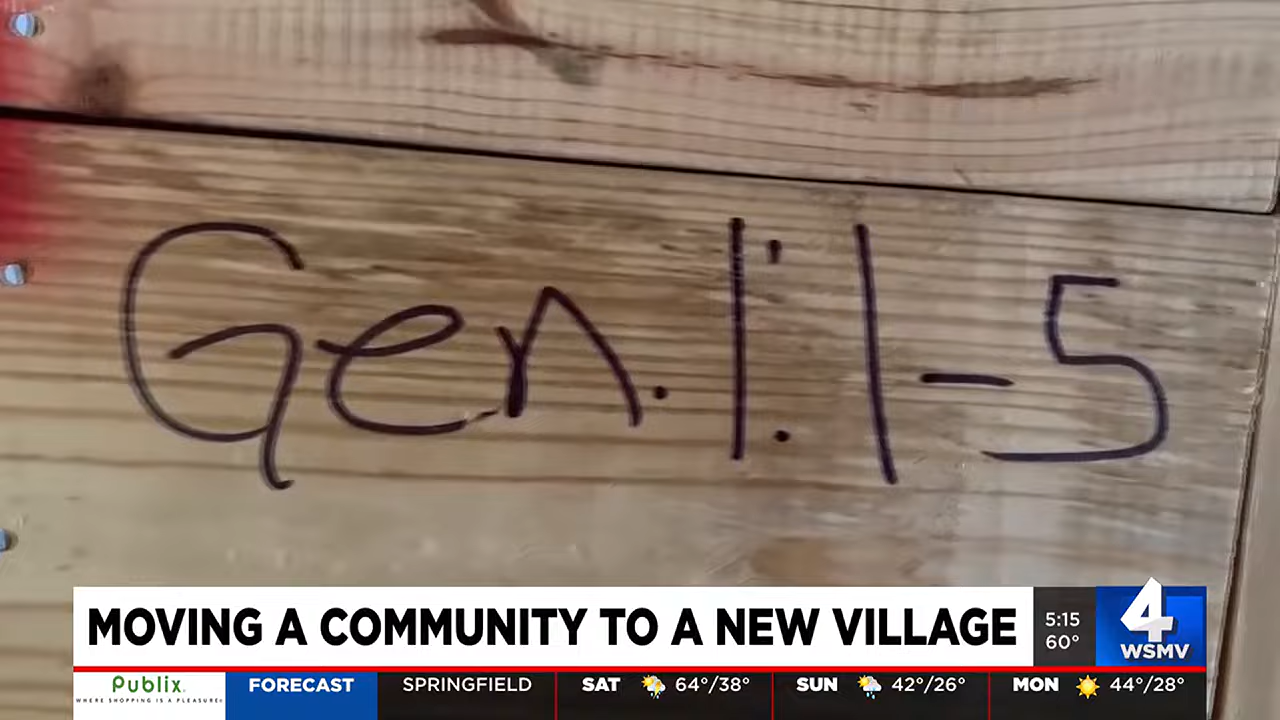 Gen. 1:1-5
MOVING A COMMUNITY TO A NEW VILLAGE
5:15
60°
4
WSMV
Publix.
WHERE SHOPPING IS A PLEASURE
FORECAST
SPRINGFIELD
SAT 64°/38°
SUN 42°/26°
MON 44°/28°